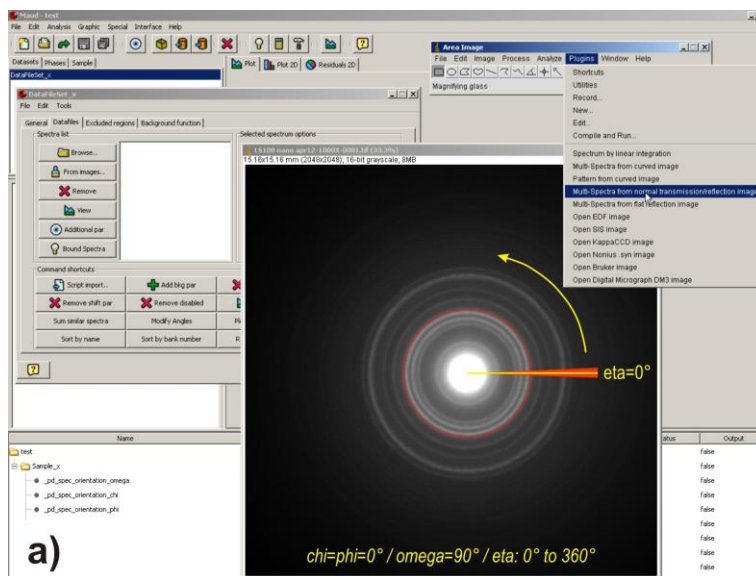 Maud - test
File Edit Analysis Graphic Special Interface Help
Datasets Phases Sample
Plot Plot 2D Residuals 2D
DataFileSet_x
Area Image
File Edit Image Process Analyze Plugins Window Help
Magnifying glass
Shortcuts
Utilities
Record...
New...
Edit...
Compile and Run...
Spectrum by linear integration
Multi-Spectra from curved image
Pattern from curved image
Multi-Spectra from normal transmission/reflection image
Multi-Spectra from flat reflection image
Open EDF image
Open SIS image
Open KappaCCD image
Open Nonius .syn image
Open Bruker image
Open Digital Micrograph DM3 image
DataFileSet_x
File Edit Tools
General Datafiles Excluded regions Background function
Spectra list
Selected spectrum options
Browse...
From images...
Remove
View
Additional par
Bound Spectra
Command shortcuts
Script import...
Add bkg par
Remove shift par
Remove disabled
Sum similar spectra
Modify Angles
Sort by name
Sort by bank number
15.16x15.16 mm (2048x2048); 16-bit grayscale, 8MB
eta=0°
chi=phi=0° / omega=90° / eta: 0° to 360°
Name
atus
Output
test
Sample_x
_pd_spec_orientation_omega
_pd_spec_orientation_chi
_pd_spec_orientation_phi
false
false
false
false
false
false
false
false
a)